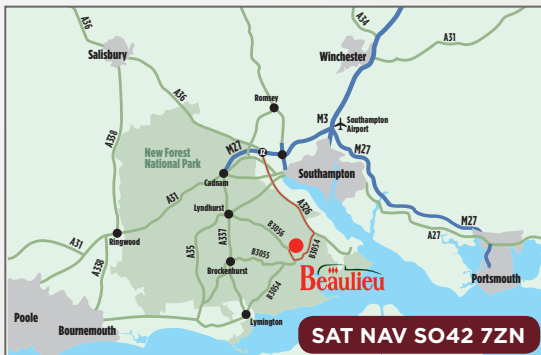 A36
Salisbury
A34
Winchester
A31
A36
Romsey
A338
M3
Southampton
Airport
New Forest
National Park
M27
12
M27
Cadnam
Southampton
A31
A326
Lyndhurst
M27
A27
B3056
A31
Ringwood
A35
A337
B3055
B3054
Beaulieu
Portsmouth
A338
Brockenhurst
B3054
Poole
Bournemouth
Lymington
SAT NAV SO42 7ZN